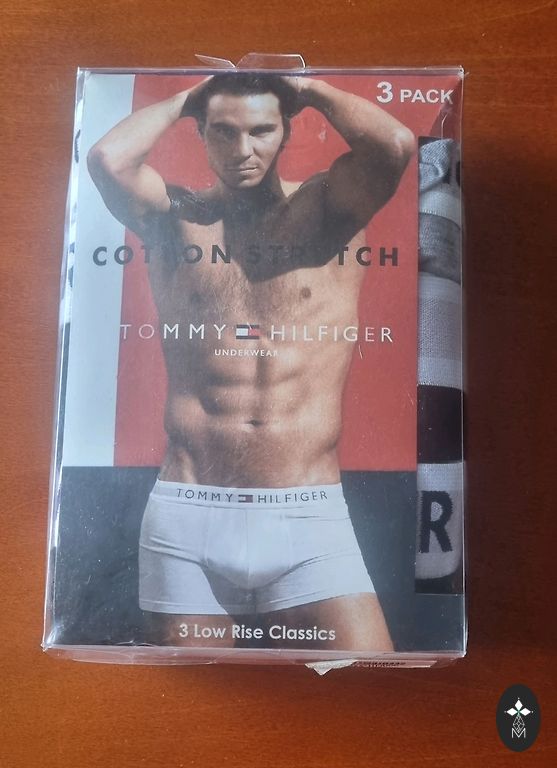 3 PACK
COTTON STRETCH
TOMMY HILFIGER
UNDERWEAR
TOMMY HILFIGER
R
3 Low Rise Classics
M